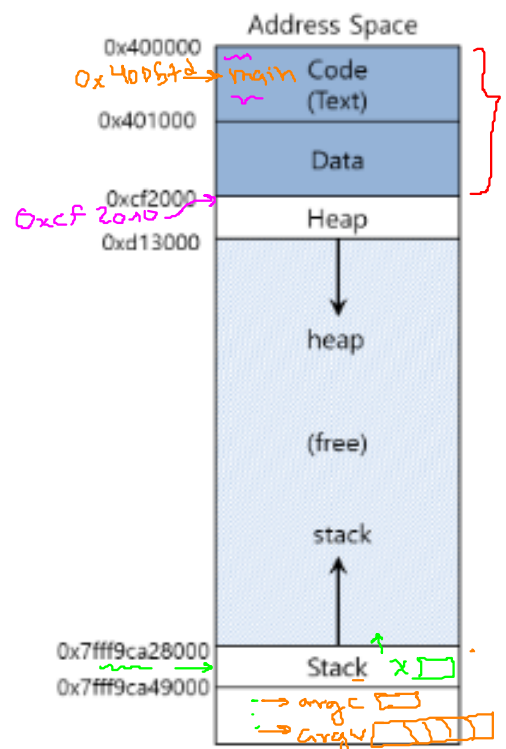 Address Space
0x400000
0x40057d → main
Code
(Text)
0x401000
Data
0xcf2000
0xcf2010
Heap
0xd13000
heap
(free)
stack
0x7fff9ca28000
Stack
x
0x7fff9ca49000
argc
argv